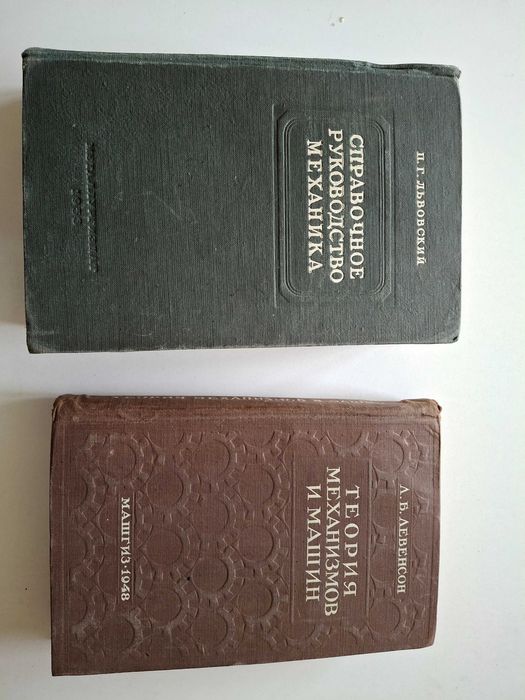 П. Г. ЛЬВОВСКИЙ
СПРАВОЧНОЕ
РУКОВОДСТВО
МЕХАНИКА
Л. Б. ЛЕВЕНСОН
ТЕОРИЯ
МЕХАНИЗМОВ
И МАШИН
МАШГИЗ·1948